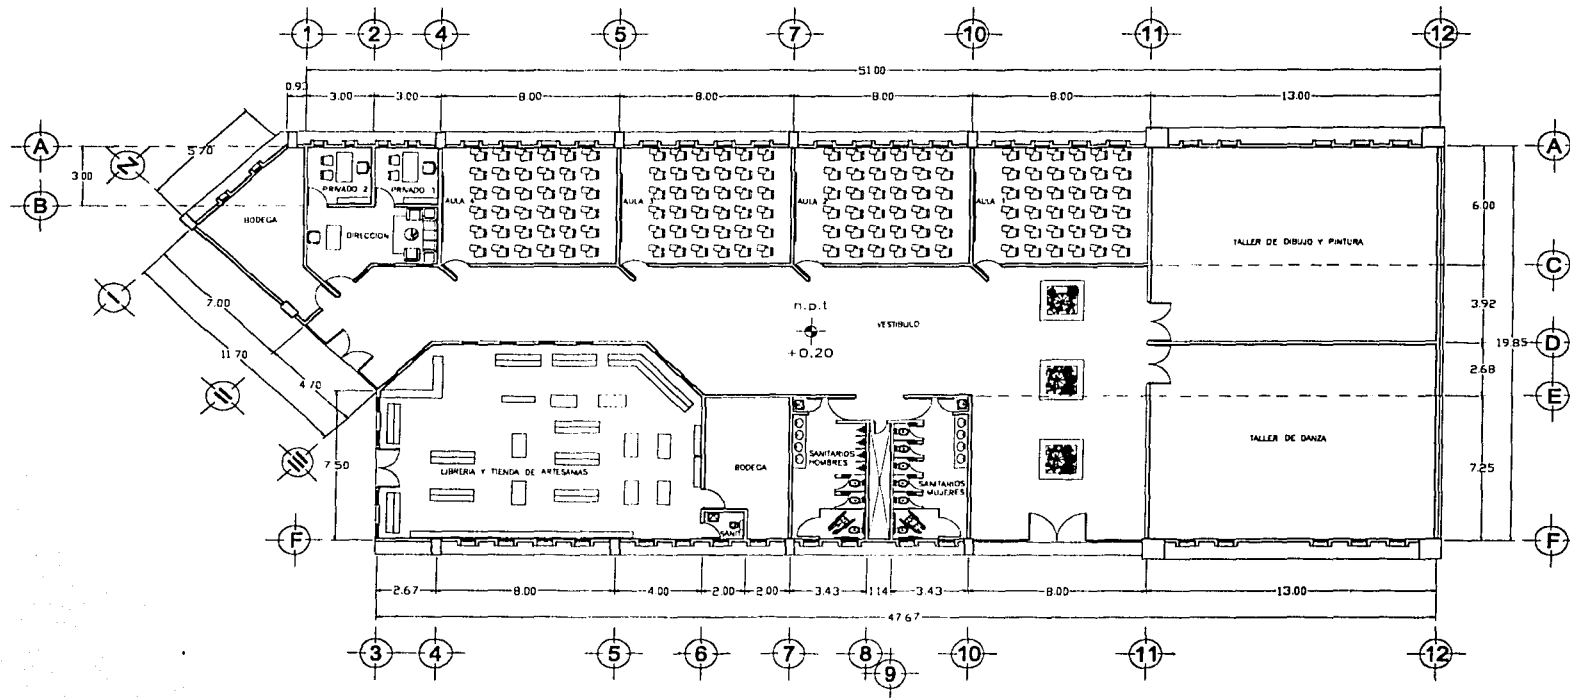 1 2 4 5 7 10 11 12
51.00
0.93 3.00 3.00 8.00 8.00 8.00 8.00 13.00
A
A
5.70
3.00
PRIVADO 2
PRIVADO 1
B
AULA 4
AULA 3
AULA 2
AULA 1
6.00
BODEGA
DIRECCION
TALLER DE DIBUJO Y PINTURA
C
I
7.00
n.p.t
+0.20
VESTIBULO
3.92
11.70
D
19.85
2.68
II
4.70
E
III
7.50
LIBRERIA Y TIENDA DE ARTESANIAS
BODEGA
SANITARIOS
HOMBRES
SANITARIOS
MUJERES
TALLER DE DANZA
7.25
SANIT
F
F
2.67 8.00 4.00 2.00 2.00 3.43 1.14 3.43 8.00 13.00
47.67
3 4 5 6 7 8 9 10 11 12